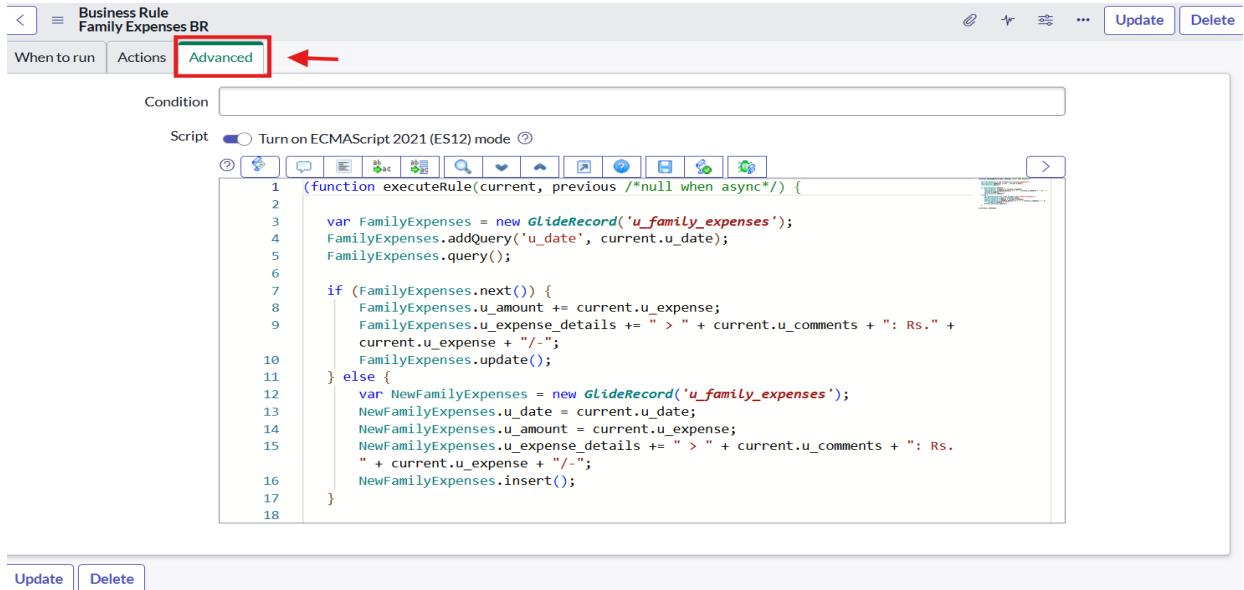 Business Rule
Family Expenses BR
Update
Delete
When to run
Actions
Advanced
Condition
Script
Turn on ECMAScript 2021 (ES12) mode
1 (function executeRule(current, previous /*null when async*/) {
2
3 var FamilyExpenses = new GlideRecord('u_family_expenses');
4 FamilyExpenses.addQuery('u_date', current.u_date);
5 FamilyExpenses.query();
6
7 if (FamilyExpenses.next()) {
8 FamilyExpenses.u_amount += current.u_expense;
9 FamilyExpenses.u_expense_details += " > " + current.u_comments + ": Rs." +
current.u_expense + "/-";
10 FamilyExpenses.update();
11 } else {
12 var NewFamilyExpenses = new GlideRecord('u_family_expenses');
13 NewFamilyExpenses.u_date = current.u_date;
14 NewFamilyExpenses.u_amount = current.u_expense;
15 NewFamilyExpenses.u_expense_details += " > " + current.u_comments + ": Rs.
" + current.u_expense + "/-";
16 NewFamilyExpenses.insert();
17 }
18
Update
Delete